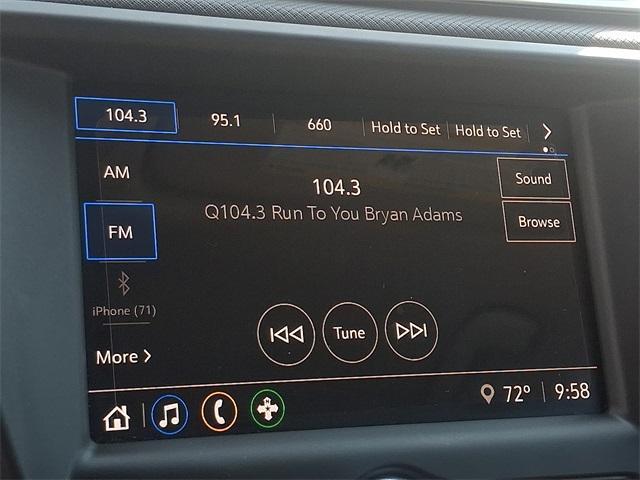 104.3 95.1 660 Hold to Set Hold to Set
AM
FM
iPhone (71)
More
104.3
Q104.3 Run To You Bryan Adams
Sound
Browse
Tune
72° 9:58